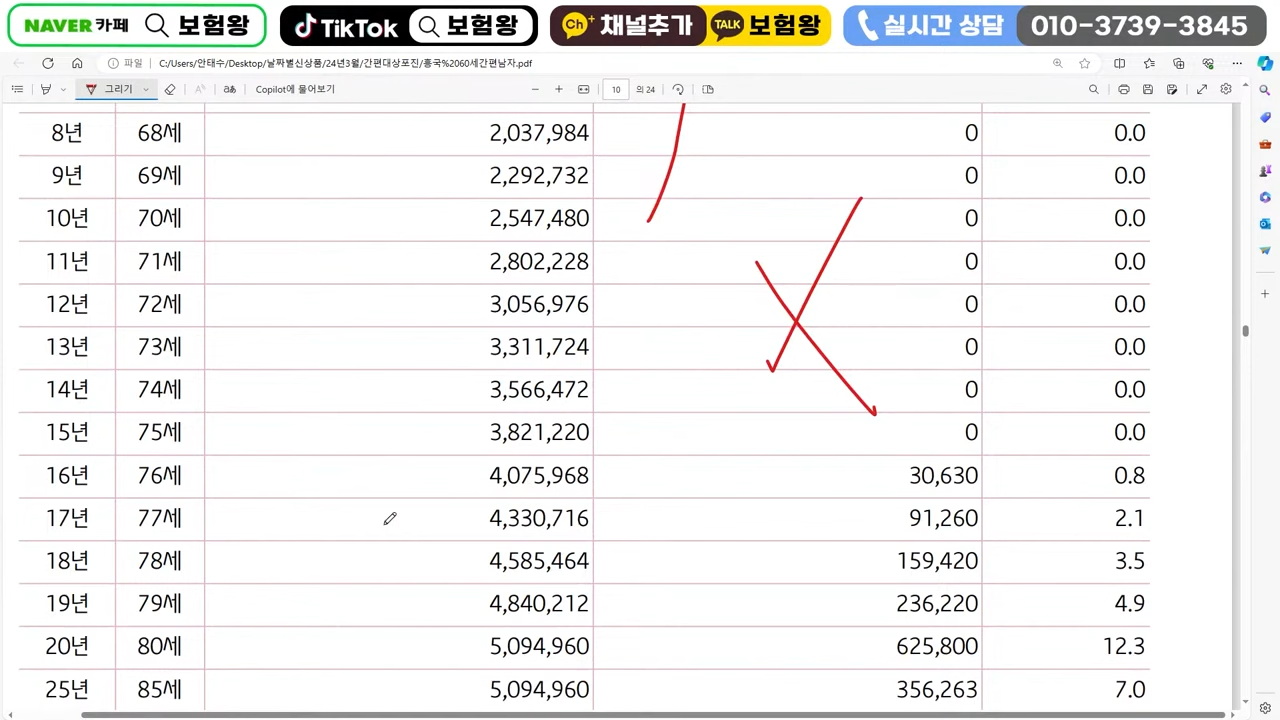 NAVER 카페 보험왕 TikTok 보험왕 Ch+ 채널추가 TALK 보험왕 실시간 상담 010-3739-3845
파일 C:/Users/안태수/Desktop/날짜별신상품/24년3월/간편대상포진/흥국%2060세간편남자.pdf
그리기 가あ Copilot에 물어보기 10 의 24
8년 68세 2,037,984 0 0.0
9년 69세 2,292,732 0 0.0
10년 70세 2,547,480 0 0.0
11년 71세 2,802,228 0 0.0
12년 72세 3,056,976 0 0.0
13년 73세 3,311,724 0 0.0
14년 74세 3,566,472 0 0.0
15년 75세 3,821,220 0 0.0
16년 76세 4,075,968 30,630 0.8
17년 77세 4,330,716 91,260 2.1
18년 78세 4,585,464 159,420 3.5
19년 79세 4,840,212 236,220 4.9
20년 80세 5,094,960 625,800 12.3
25년 85세 5,094,960 356,263 7.0